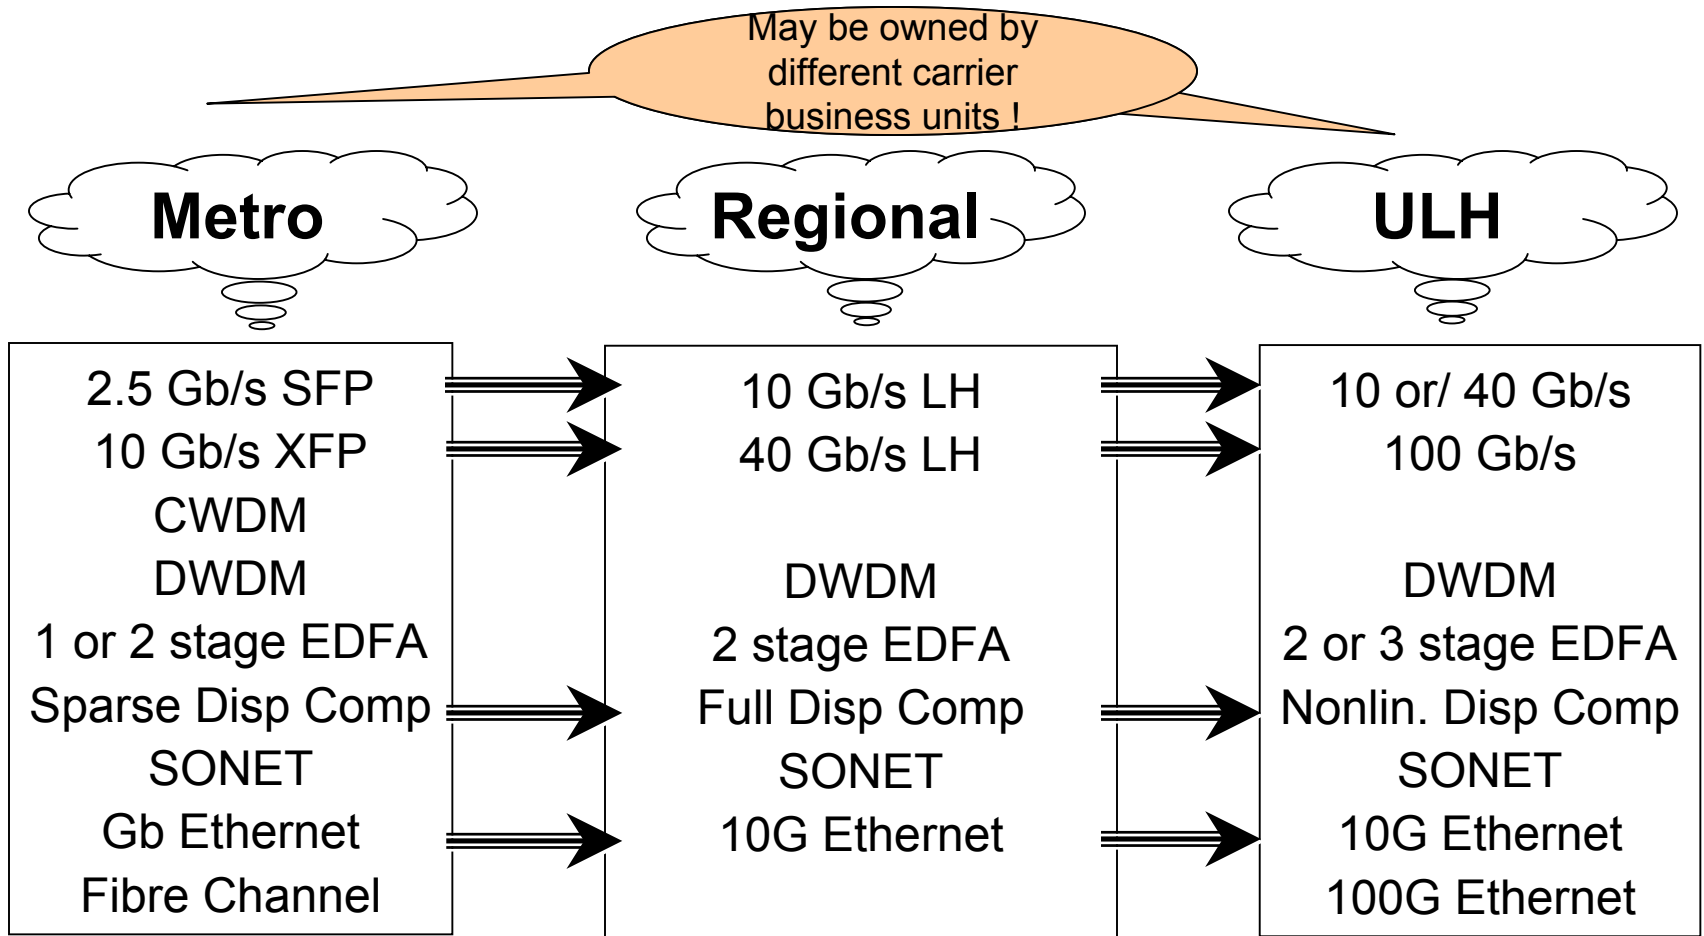 May be owned by
different carrier
business units !
Metro
Regional
ULH
2.5 Gb/s SFP
10 Gb/s XFP
CWDM
DWDM
1 or 2 stage EDFA
Sparse Disp Comp
SONET
Gb Ethernet
Fibre Channel
10 Gb/s LH
40 Gb/s LH
DWDM
2 stage EDFA
Full Disp Comp
SONET
10G Ethernet
10 or/ 40 Gb/s
100 Gb/s
DWDM
2 or 3 stage EDFA
Nonlin. Disp Comp
SONET
10G Ethernet
100G Ethernet